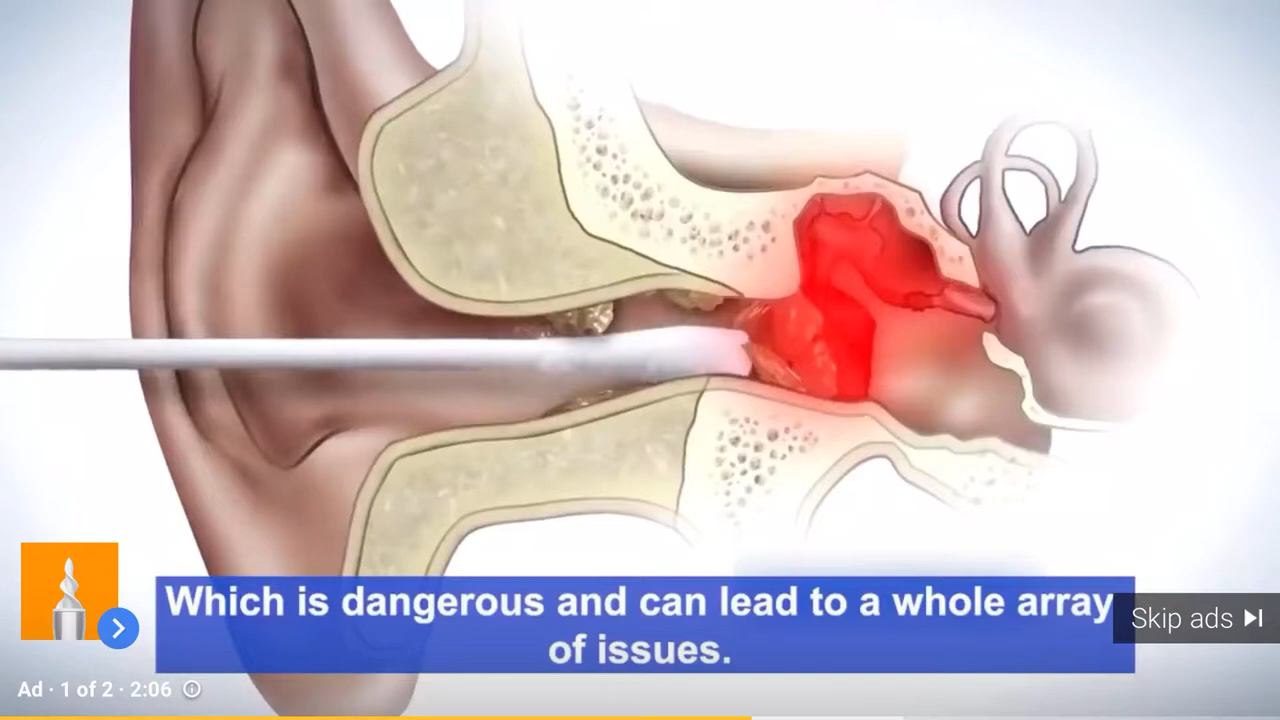 Which is dangerous and can lead to a whole array
of issues.
Skip ads
Ad · 1 of 2 · 2:06